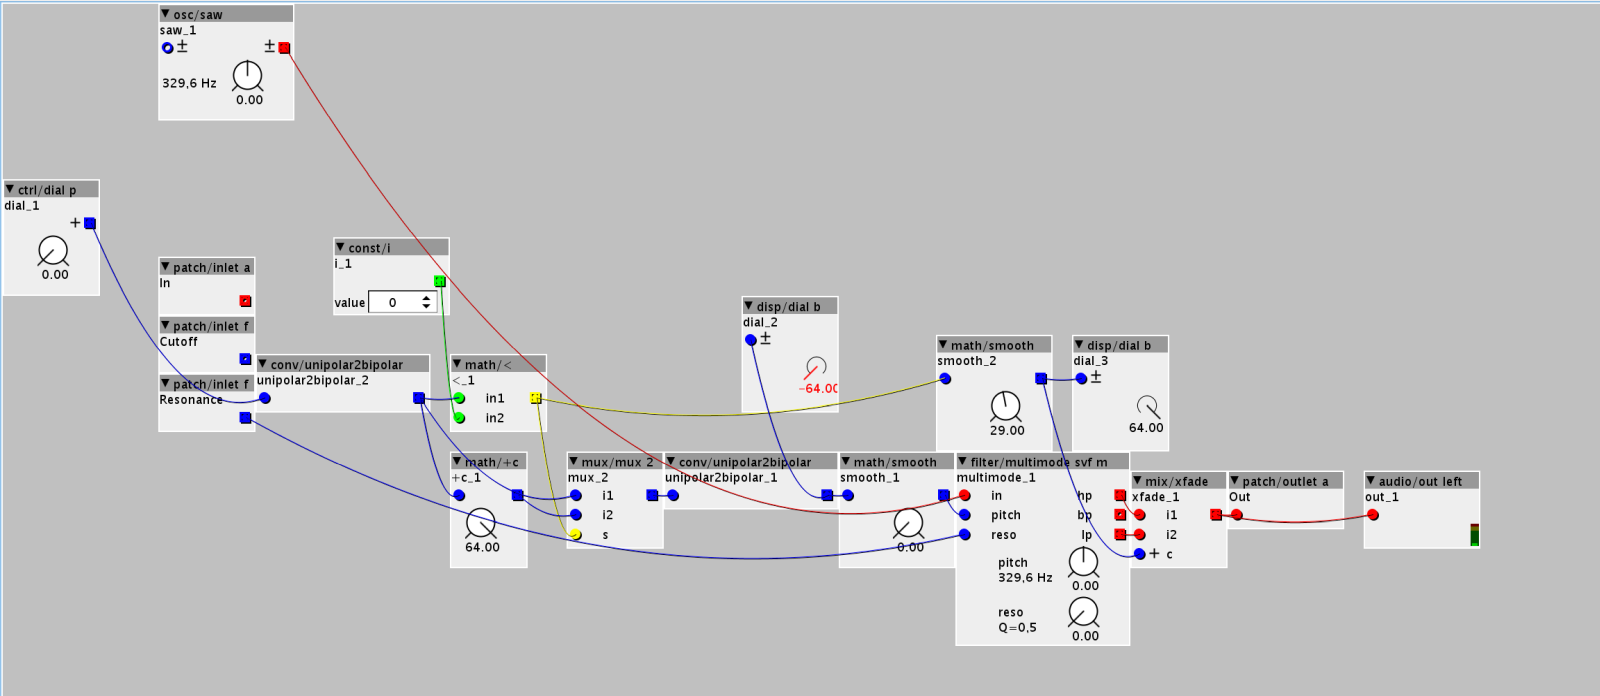 osc/saw
saw_1
± ±
329,6 Hz
0.00
ctrl/dial p
dial_1
+
0.00
const/i
i_1
value 0
patch/inlet a
In
patch/inlet f
Cutoff
patch/inlet f
Resonance
conv/unipolar2bipolar
unipolar2bipolar_2
math/<
<_1
in1
in2
disp/dial b
dial_2
±
-64.00
math/smooth
smooth_2
29.00
disp/dial b
dial_3
±
64.00
math/+c
+c_1
64.00
mux/mux 2
mux_2
i1
i2
s
conv/unipolar2bipolar
unipolar2bipolar_1
math/smooth
smooth_1
0.00
filter/multimode svf m
multimode_1
in hp
pitch bp
reso lp
pitch
329,6 Hz
0.00
reso
Q=0,5
0.00
mix/xfade
xfade_1
i1
i2
+ c
patch/outlet a
Out
audio/out left
out_1